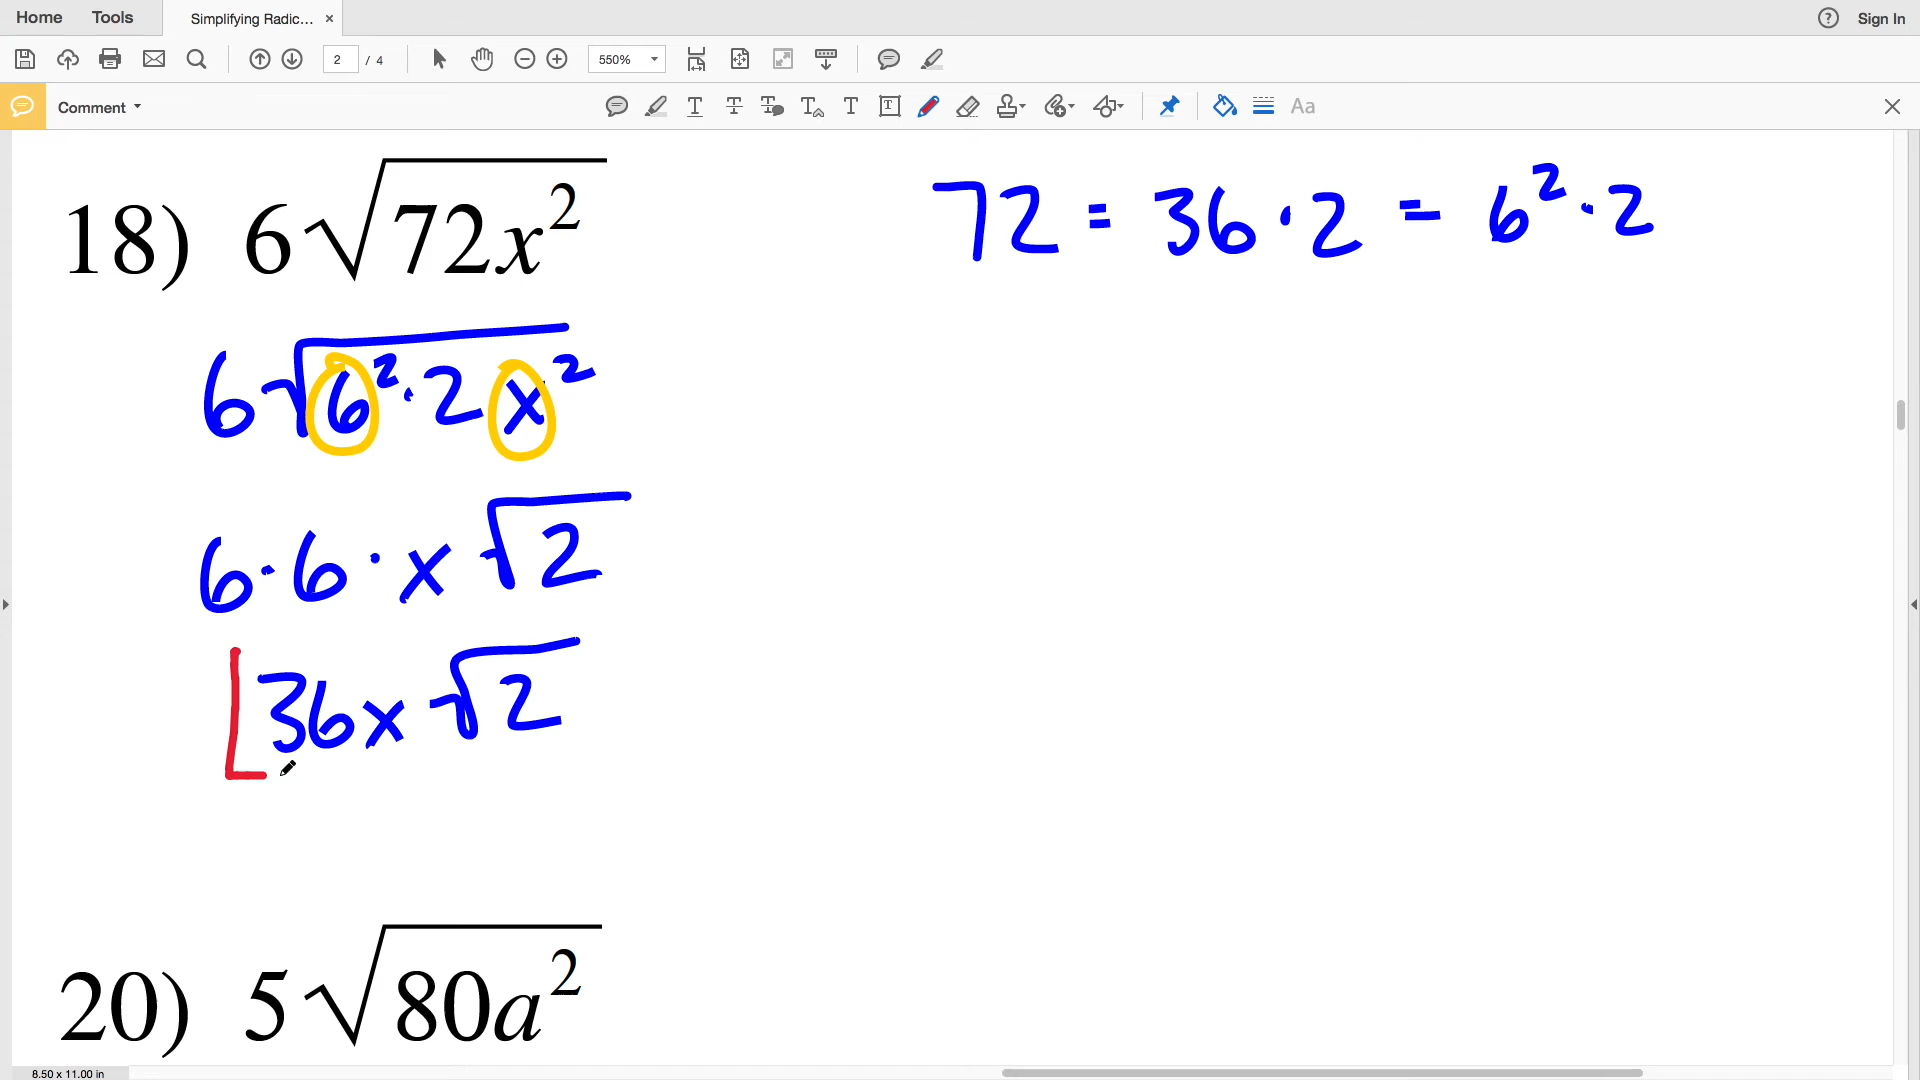 Home Tools Simplifying Radic... × ? Sign In
2 / 4 550%
Comment T T T T T T Aa
18) 6√72x²
72 = 36 · 2 = 6² · 2
6√6² · 2x²
6 · 6 · x√2
36x√2
20) 5√80a²
8.50 x 11.00 in